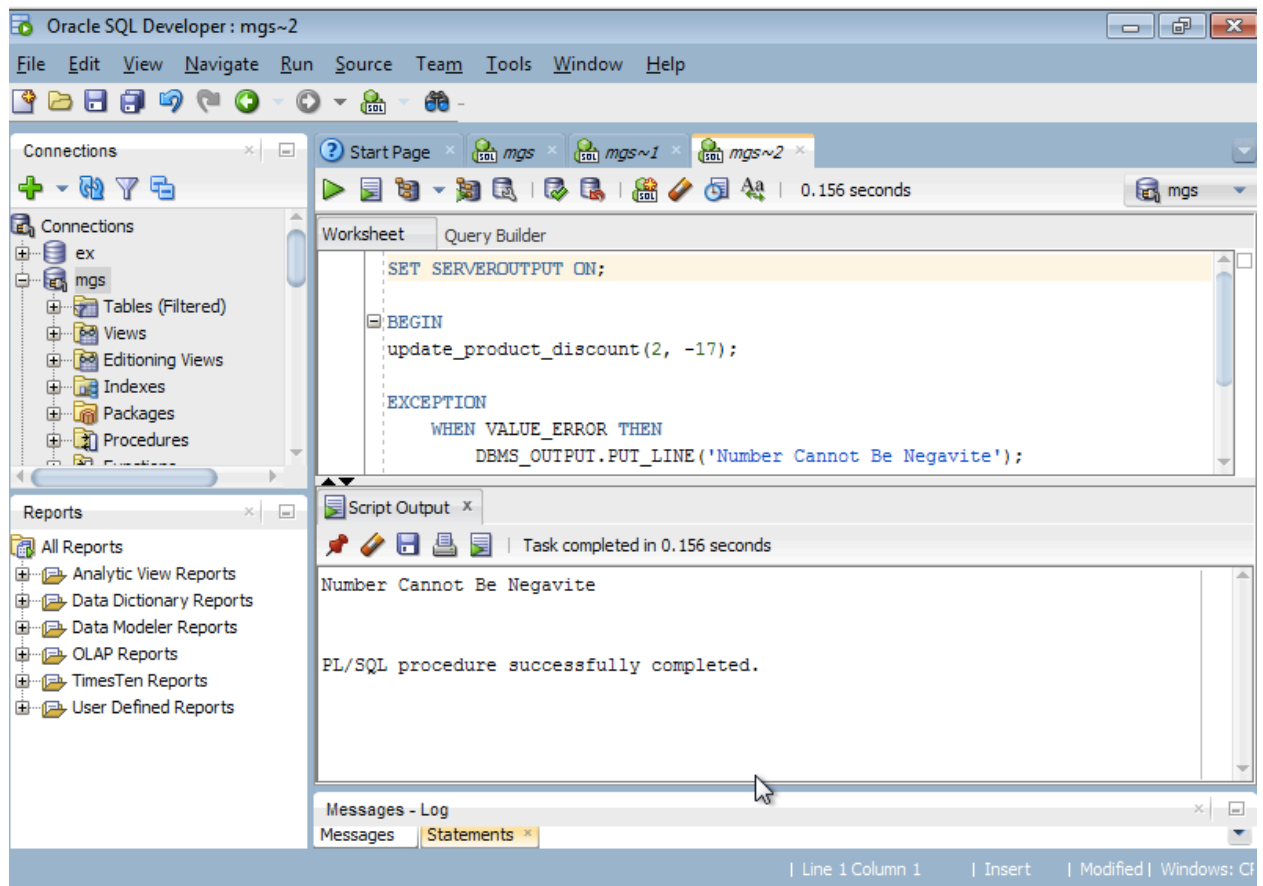 Oracle SQL Developer : mgs~2
File Edit View Navigate Run Source Team Tools Window Help
SQL
Connections
Connections
ex
mgs
Tables (Filtered)
Views
Editioning Views
Indexes
Packages
Procedures
Functions
Reports
All Reports
Analytic View Reports
Data Dictionary Reports
Data Modeler Reports
OLAP Reports
TimesTen Reports
User Defined Reports
Start Page mgs mgs~1 mgs~2
0.156 seconds mgs
Worksheet Query Builder
SET SERVEROUTPUT ON;
BEGIN
update_product_discount(2, -17);
EXCEPTION
WHEN VALUE_ERROR THEN
DBMS_OUTPUT.PUT_LINE('Number Cannot Be Negavite');
Script Output
Task completed in 0.156 seconds
Number Cannot Be Negavite
PL/SQL procedure successfully completed.
Messages - Log
Messages Statements
| Line 1 Column 1 | Insert | Modified | Windows: